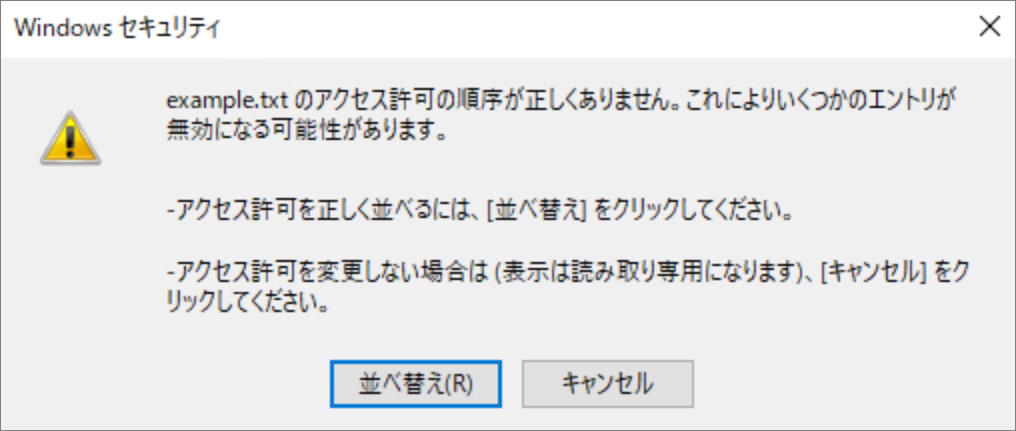 Windows セキュリティ
example.txt のアクセス許可の順序が正しくありません。これによりいくつかのエントリが
無効になる可能性があります。
-アクセス許可を正しく並べるには、[並べ替え] をクリックしてください。
-アクセス許可を変更しない場合は (表示は読み取り専用になります)、[キャンセル] をク
リックしてください。
並べ替え(R)
キャンセル